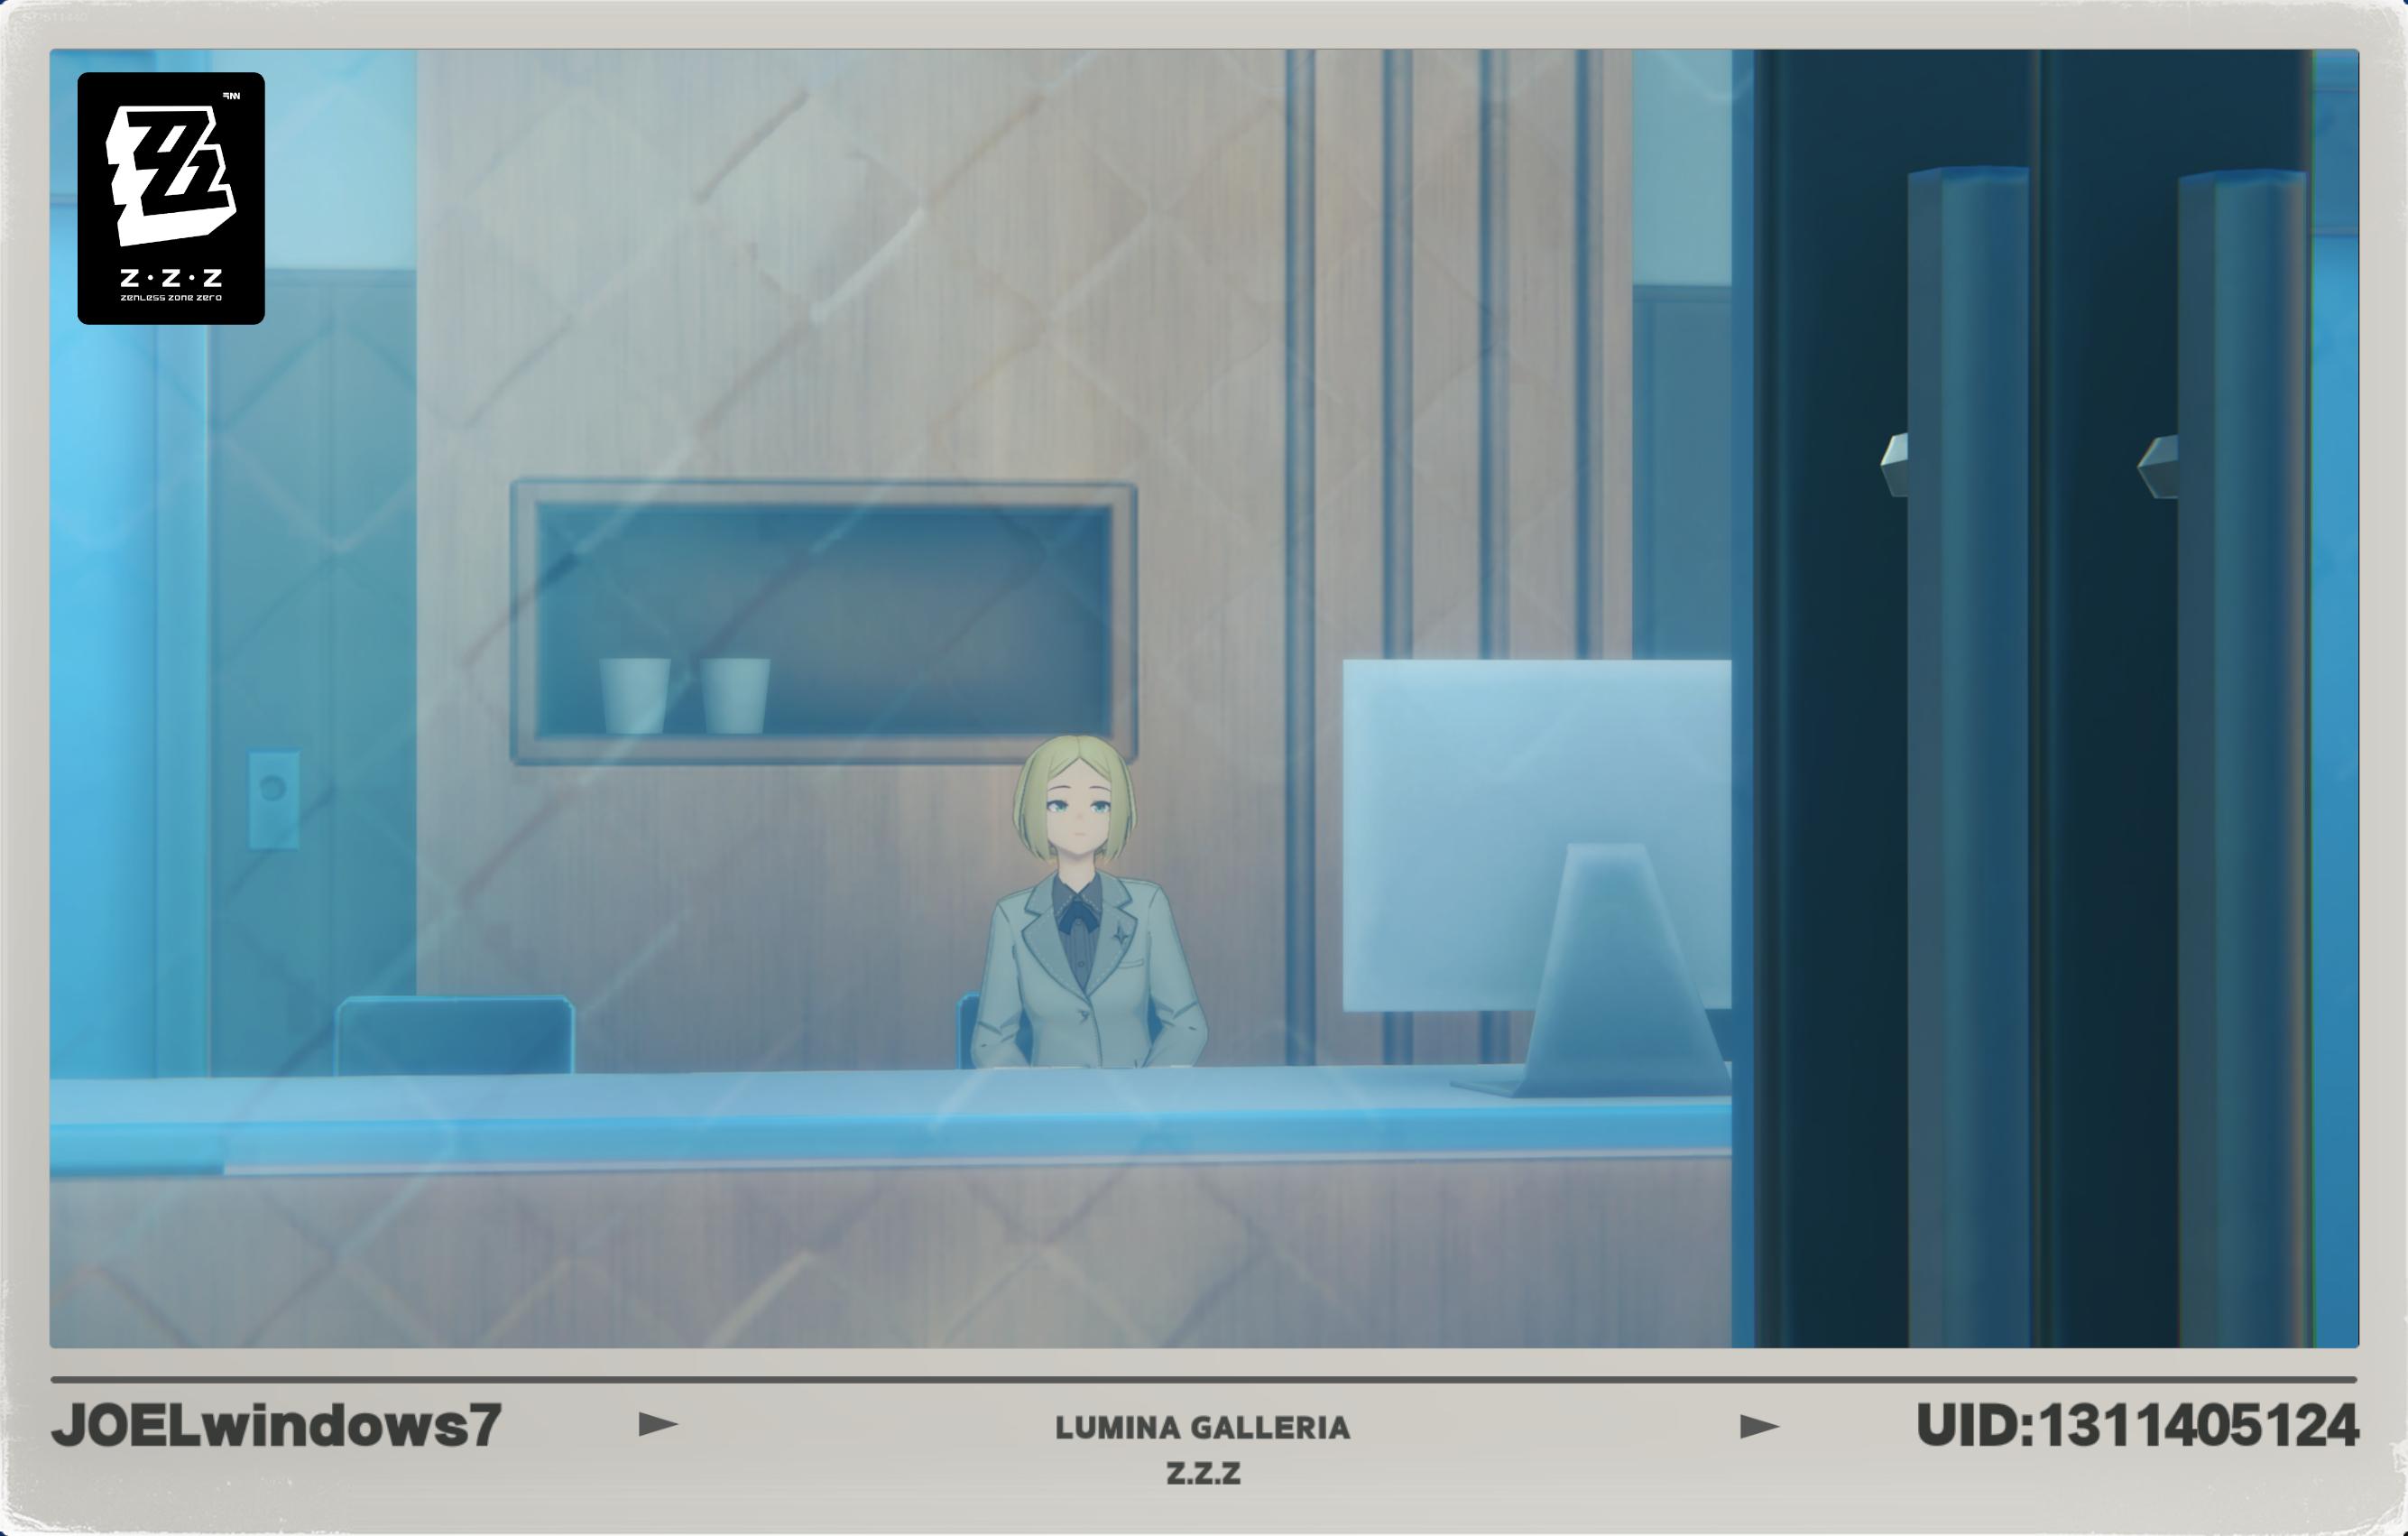 Z·Z·Z
ZENLESS ZONE ZERO
JOELwindows7
LUMINA GALLERIA
UID:1311405124
Z.Z.Z